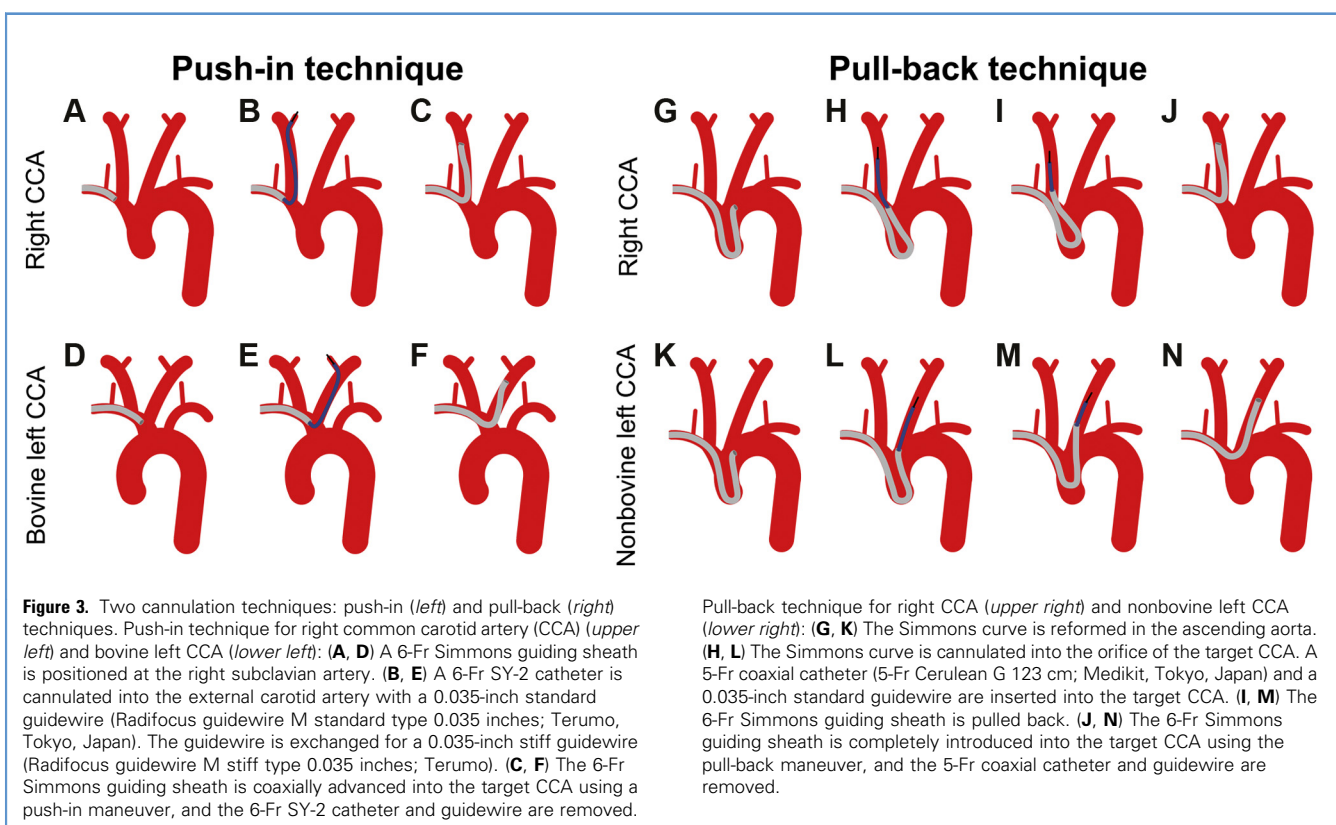 Push-in technique
A B C
Right CCA
D E F
Bovine left CCA
Pull-back technique
G H I J
Right CCA
K L M N
Nonbovine left CCA
Figure 3. Two cannulation techniques: push-in (left) and pull-back (right)
techniques. Push-in technique for right common carotid artery (CCA) (upper
left) and bovine left CCA (lower left): (A, D) A 6-Fr Simmons guiding sheath
is positioned at the right subclavian artery. (B, E) A 6-Fr SY-2 catheter is
cannulated into the external carotid artery with a 0.035-inch standard
guidewire (Radifocus guidewire M standard type 0.035 inches; Terumo,
Tokyo, Japan). The guidewire is exchanged for a 0.035-inch stiff guidewire
(Radifocus guidewire M stiff type 0.035 inches; Terumo). (C, F) The 6-Fr
Simmons guiding sheath is coaxially advanced into the target CCA using a
push-in maneuver, and the 6-Fr SY-2 catheter and guidewire are removed.
Pull-back technique for right CCA (upper right) and nonbovine left CCA
(lower right): (G, K) The Simmons curve is reformed in the ascending aorta.
(H, L) The Simmons curve is cannulated into the orifice of the target CCA. A
5-Fr coaxial catheter (5-Fr Cerulean G 123 cm; Medikit, Tokyo, Japan) and a
0.035-inch standard guidewire are inserted into the target CCA. (I, M) The
6-Fr Simmons guiding sheath is pulled back. (J, N) The 6-Fr Simmons
guiding sheath is completely introduced into the target CCA using the
pull-back maneuver, and the 5-Fr coaxial catheter and guidewire are
removed.